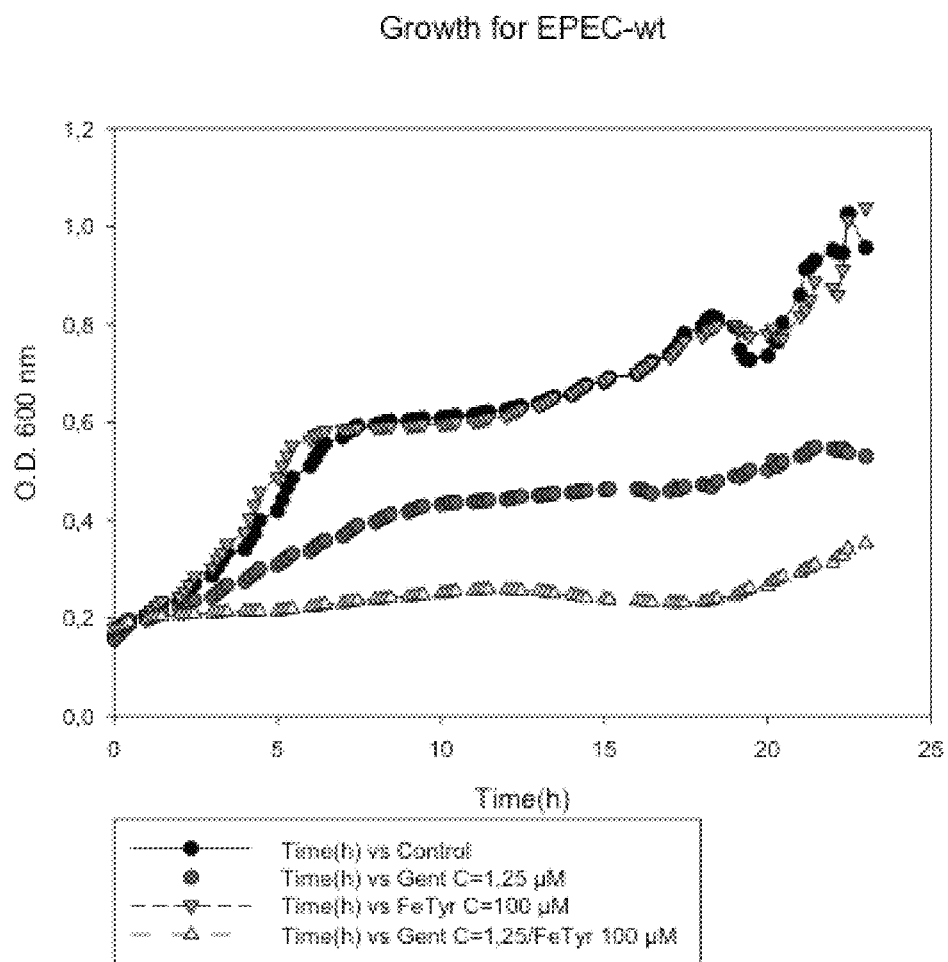 Growth for EPEC-wt
1,2
1,0
0,8
0,6
0,4
0,2
0,0
O.D. 600 nm
0 5 10 15 20 25
Time(h)
Time(h) vs Control
Time(h) vs Gent C=1,25 µM
Time(h) vs FeTyr C=100 µM
Time(h) vs Gent C=1,25/FeTyr 100 µM